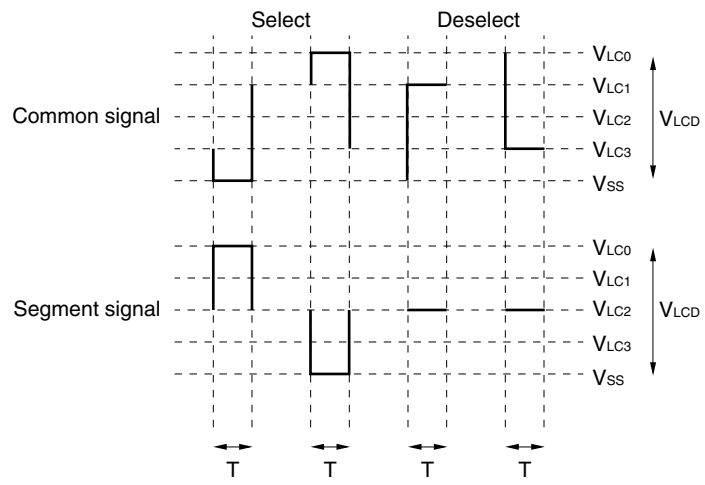 Select Deselect
VLC0
VLC1
Common signal VLC2 VLCD
VLC3
VSS
VLC0
VLC1
Segment signal VLC2 VLCD
VLC3
VSS
T T T T